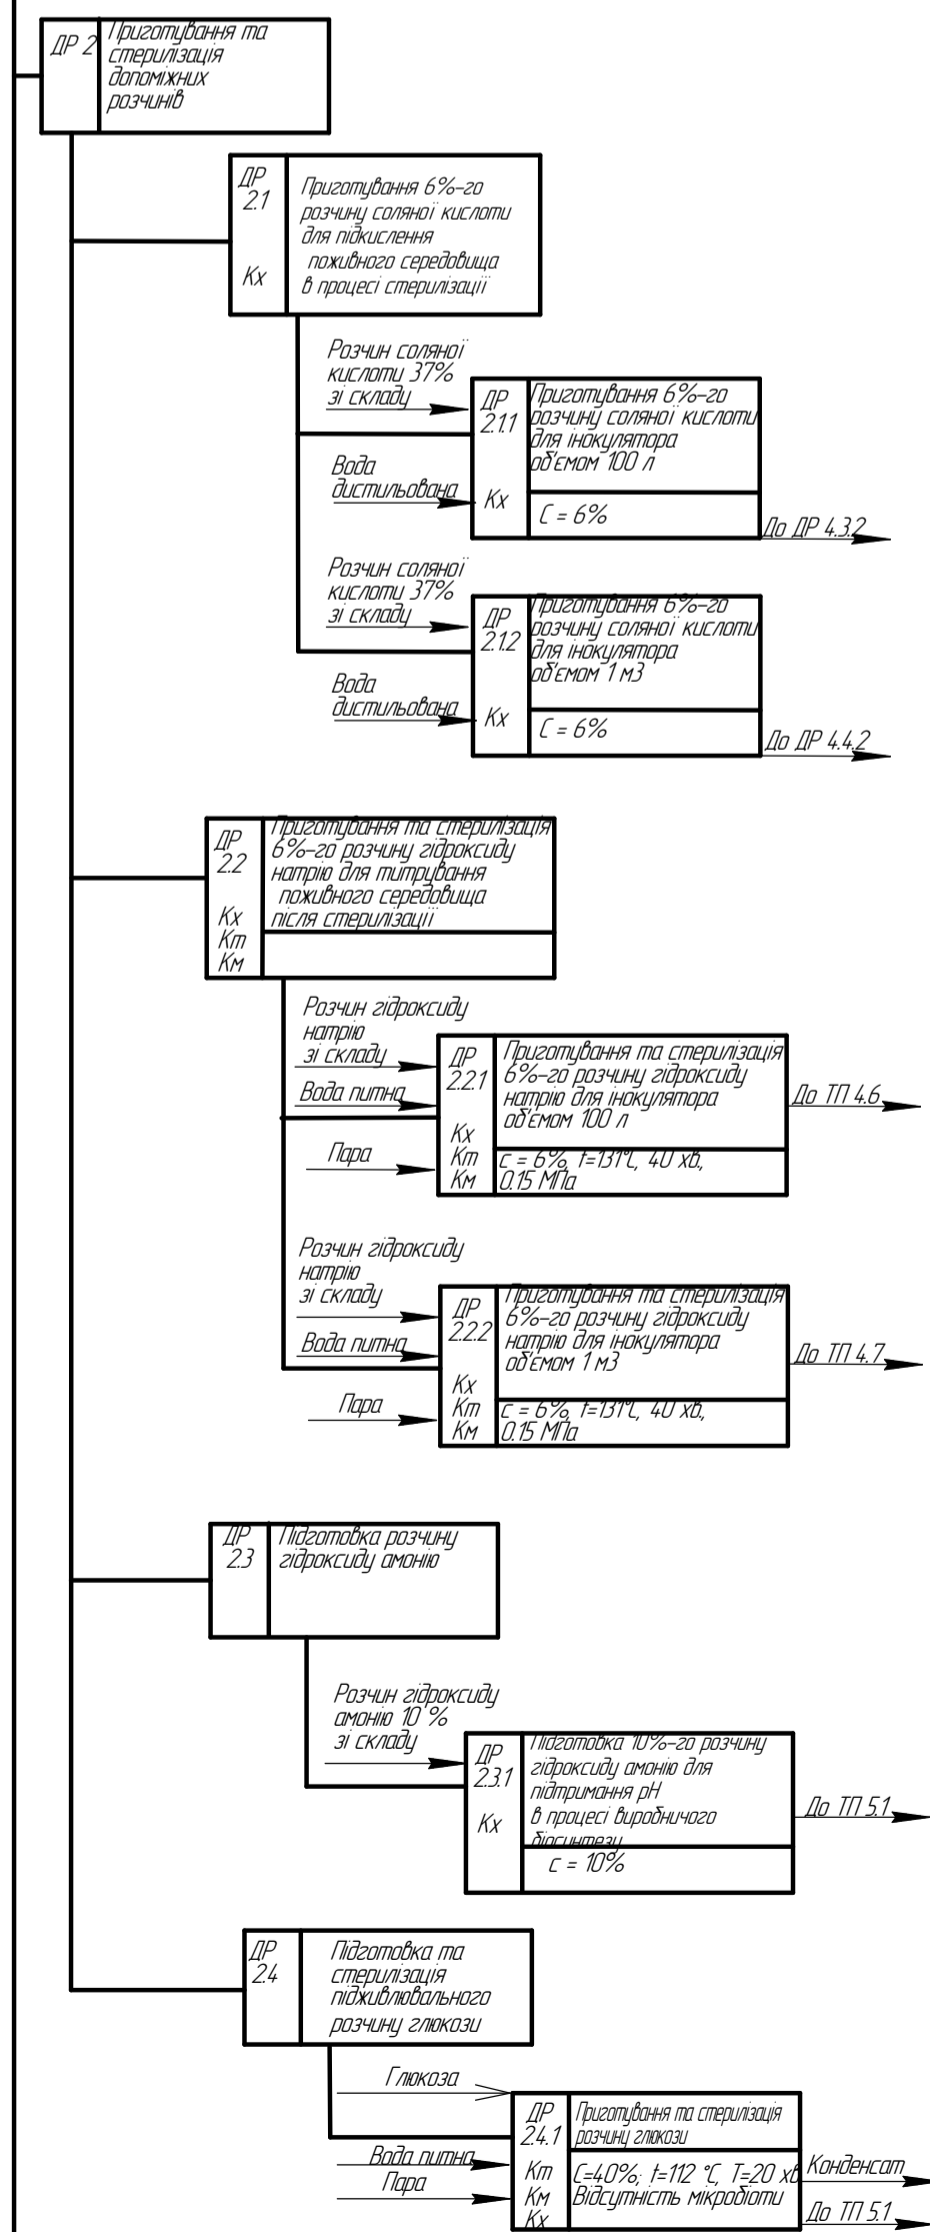 ДР 2
Приготування та
стерилізація
допоміжних
розчинів
ДР
2.1
Кх
Приготування 6%-го
розчину соляної кислоти
для підкислення
поживного середовища
в процесі стерилізації
Розчин соляної
кислоти 37%
зі складу
Вода
дистильована
ДР
2.1.1
Кх
Приготування 6%-го
розчину соляної кислоти
для інокулятора
об'ємом 100 л
С = 6%
До ДР 4.3.2
Розчин соляної
кислоти 37%
зі складу
Вода
дистильована
ДР
2.1.2
Кх
Приготування 6%-го
розчину соляної кислоти
для інокулятора
об'ємом 1 м3
С = 6%
До ДР 4.4.2
ДР
2.2
Кх
Кт
Км
Приготування та стерилізація
6%-го розчину гідроксиду
натрію для титрування
поживного середовища
після стерилізації
Розчин гідроксиду
натрію
зі складу
Вода питна
Пара
ДР
2.2.1
Кх
Кт
Км
Приготування та стерилізація
6%-го розчину гідроксиду
натрію для інокулятора
об'ємом 100 л
с = 6%, t=131°C, 40 хв,
0.15 МПа
До ТП 4.6
Розчин гідроксиду
натрію
зі складу
Вода питна
Пара
ДР
2.2.2
Кх
Кт
Км
Приготування та стерилізація
6%-го розчину гідроксиду
натрію для інокулятора
об'ємом 1 м3
с = 6%, t=131°C, 40 хв,
0.15 МПа
До ТП 4.7
ДР
2.3
Підготовка розчину
гідроксиду амонію
Розчин гідроксиду
амонію 10 %
зі складу
ДР
2.3.1
Кх
Підготовка 10%-го розчину
гідроксиду амонію для
підтримання рН
в процесі виробничого
біосинтезу
с = 10%
До ТП 5.1
ДР
2.4
Підготовка та
стерилізація
підживлювального
розчину глюкози
Глюкоза
Вода питна
Пара
ДР
2.4.1
Кт
Км
Кх
Приготування та стерилізація
розчину глюкози
С=40%; t=112 °C, T=20 хв
Відсутність мікробіоти
Конденсат
До ТП 5.1